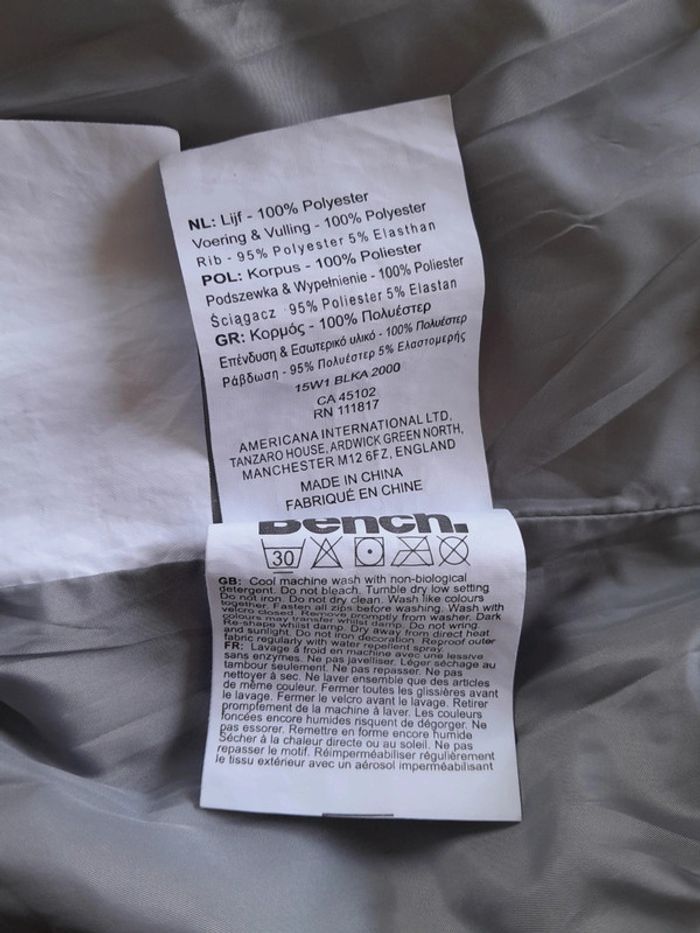 NL: Lijf - 100% Polyester
Voering & Vulling - 100% Polyester
Rib - 95% Polyester 5% Elasthan
POL: Korpus - 100% Poliester
Podszewka & Wypełnienie - 100% Poliester
Ściągacz 95% Poliester 5% Elastan
GR: Κορμός - 100% Πολυέστερ
Επένδυση & Εσωτερικό υλικό - 100% Πολυέστερ
Ράβδωση - 95% Πολυέστερ 5% Ελαστομερής
15W1 BLKA 2000
CA 45102
RN 111817
AMERICANA INTERNATIONAL LTD.
TANZARO HOUSE, ARDWICK GREEN NORTH,
MANCHESTER M12 6FZ, ENGLAND
MADE IN CHINA
FABRIQUÉ EN CHINE
Bench.
30
GB: Cool machine wash with non-biological
detergent. Do not bleach. Tumble dry low setting
Do not iron. Do not dry clean. Wash like colours
together. Fasten all zips before washing. Wash with
velcro closed. Remove promptly from washer. Dark
colours may transfer whilst damp. Do not wring.
Re-shape whilst damp. Dry away from direct heat
and sunlight. Do not iron decoration. Reproof outer
fabric regularly with water repellent spray.
FR: Lavage à froid en machine avec une lessive
sans enzymes. Ne pas javelliser. Léger séchage au
tambour seulement. Ne pas repasser. Ne pas
nettoyer à sec. Ne laver ensemble que des articles
de même couleur. Fermer toutes les glissières avant
le lavage. Fermer le velcro avant le lavage. Retirer
promptement de la machine à laver. Les couleurs
foncées encore humides risquent de dégorger. Ne
pas essorer. Remettre en forme encore humide
Sécher à la chaleur directe ou au soleil. Ne pas
repasser le motif. Réimperméabiliser régulièrement
le tissu extérieur avec un aérosol imperméabilisant